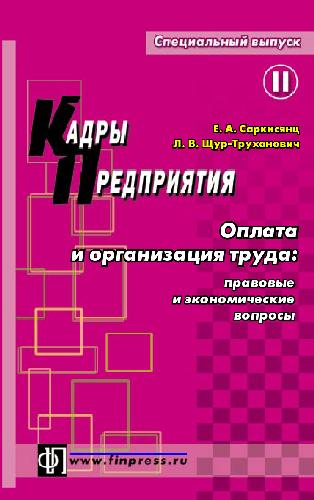 Специальный выпуск
II
Е. А. Саркисянц
Л. В. Щур-Труханович
Кадры
Предприятия
Оплата
и организация труда:
правовые
и экономические
вопросы
www.finpress.ru